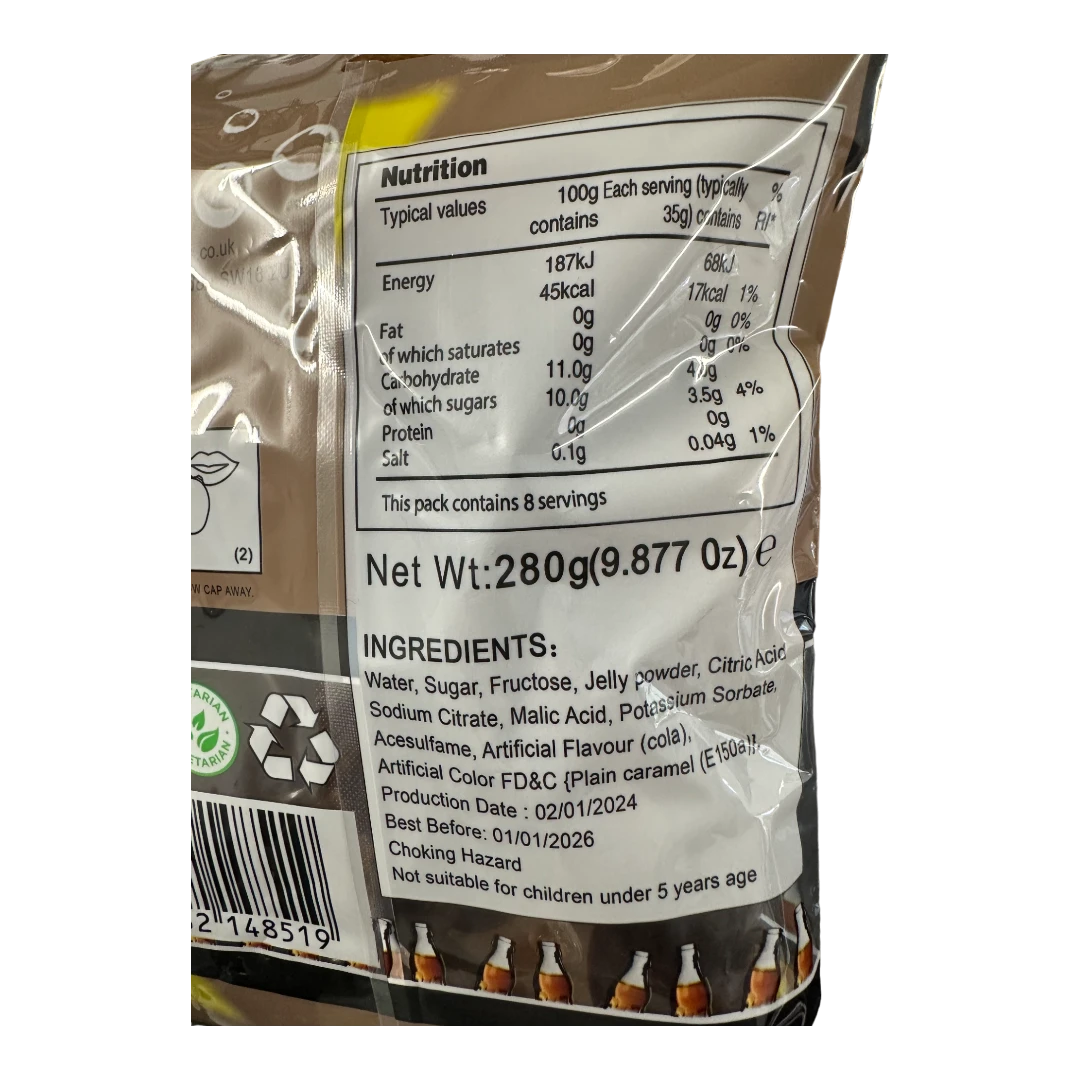 co.uk
SW16
(2)
CAP AWAY.
Nutrition
Typical values 100g contains Each serving (typically 35g) contains % RI*
Energy 187kJ 68kJ
45kcal 17kcal 1%
Fat 0g 0g 0%
of which saturates 0g 0g 0%
Carbohydrate 11.0g
of which sugars 10.0g 3.5g 4%
Protein 0g 0g
Salt 0.1g 0.04g 1%
This pack contains 8 servings
Net Wt:280g(9.877 Oz) e
INGREDIENTS:
Water, Sugar, Fructose, Jelly powder, Citric Acid
Sodium Citrate, Malic Acid, Potassium Sorbate,
Acesulfame, Artificial Flavour (cola),
Artificial Color FD&C {Plain caramel (E150a)},
Production Date : 02/01/2024
Best Before: 01/01/2026
Choking Hazard
Not suitable for children under 5 years age
2 148519